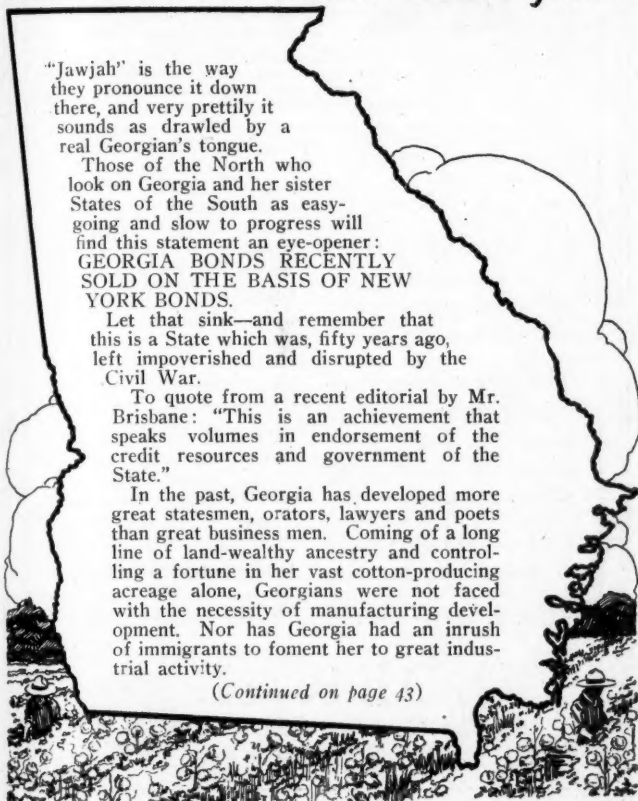 "Jawjah" is the way
they pronounce it down
there, and very prettily it
sounds as drawled by a
real Georgian's tongue.
Those of the North who
look on Georgia and her sister
States of the South as easy-
going and slow to progress will
find this statement an eye-opener:
GEORGIA BONDS RECENTLY
SOLD ON THE BASIS OF NEW
YORK BONDS.
Let that sink—and remember that
this is a State which was, fifty years ago,
left impoverished and disrupted by the
Civil War.
To quote from a recent editorial by Mr.
Brisbane: "This is an achievement that
speaks volumes in endorsement of the
credit resources and government of the
State."
In the past, Georgia has developed more
great statesmen, orators, lawyers and poets
than great business men. Coming of a long
line of land-wealthy ancestry and control-
ling a fortune in her vast cotton-producing
acreage alone, Georgians were not faced
with the necessity of manufacturing devel-
opment. Nor has Georgia had an inrush
of immigrants to foment her to great indus-
trial activity.
(Continued on page 43)